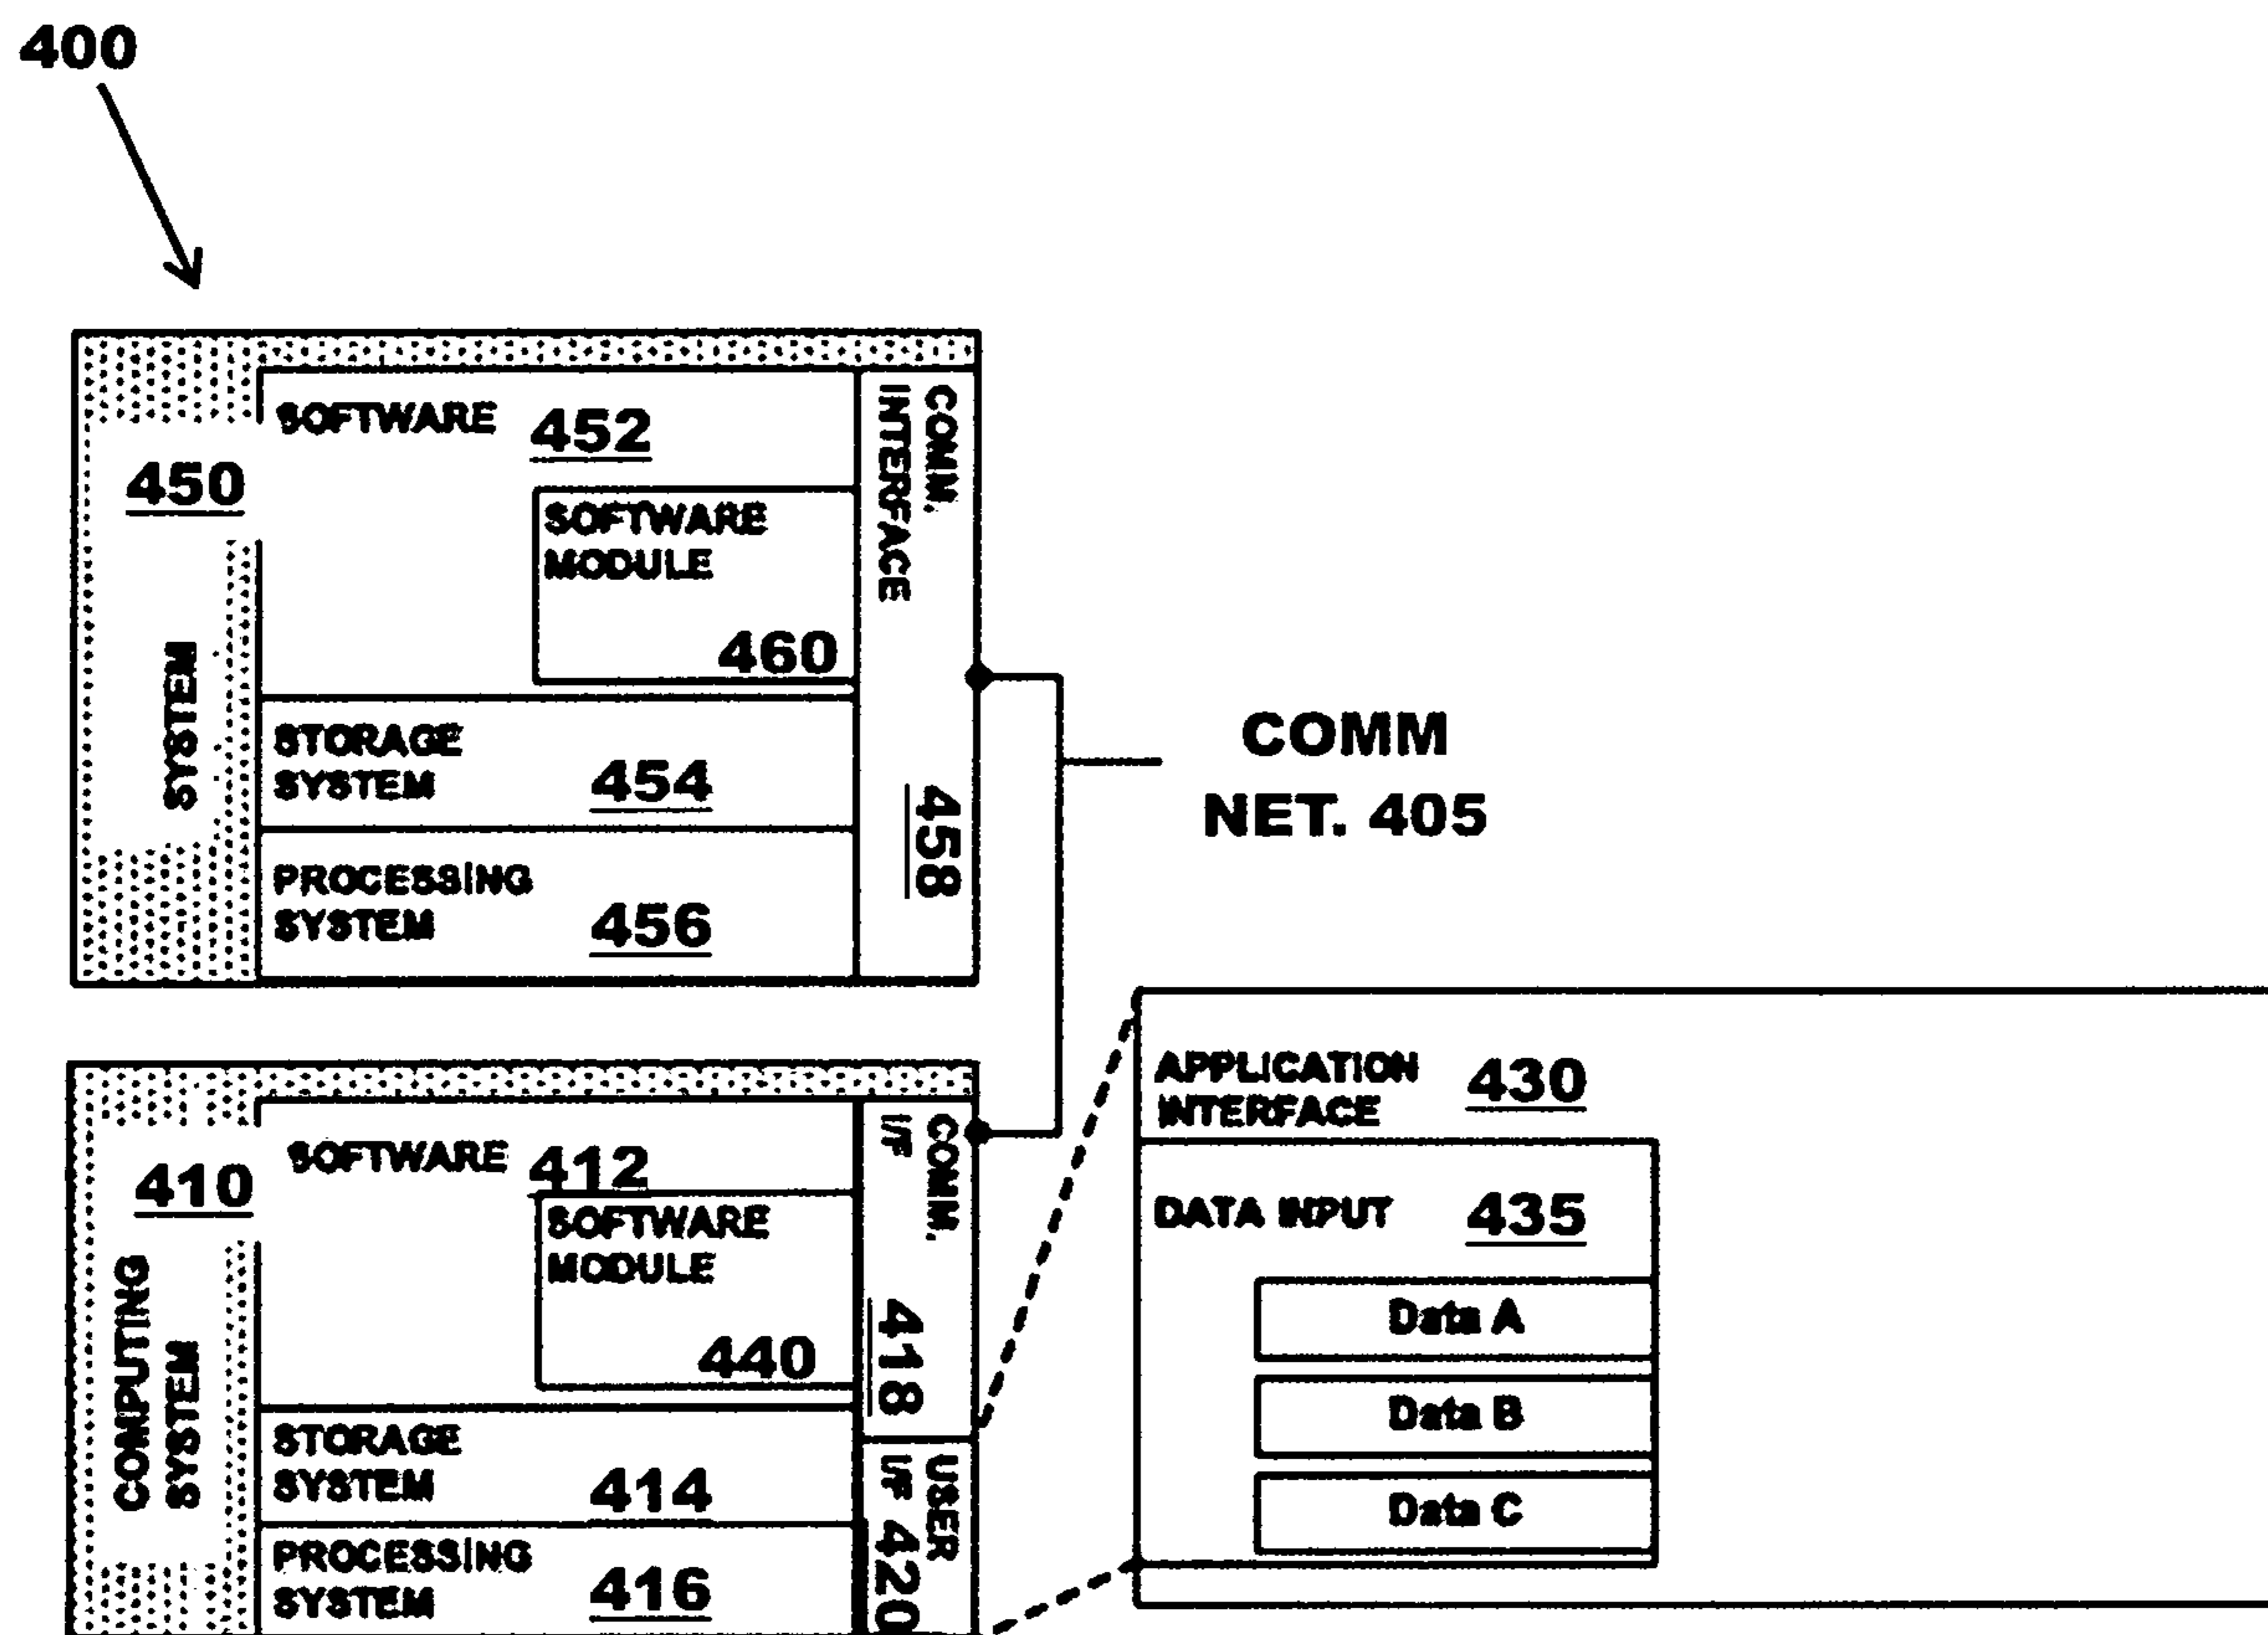 400
SOFTWARE 452
450
SYSTEM
SOFTWARE
MODULE
460
STORAGE
SYSTEM 454
PROCESSING
SYSTEM 456
COMM.
INTERFACE
458
COMM
NET. 405
410
COMPUTING
SYSTEM
SOFTWARE 412
SOFTWARE
MODULE
440
STORAGE
SYSTEM 414
PROCESSING
SYSTEM 416
COMM.
I/F
418
USER
I/F 420
APPLICATION
INTERFACE 430
DATA INPUT 435
Data A
Data B
Data C